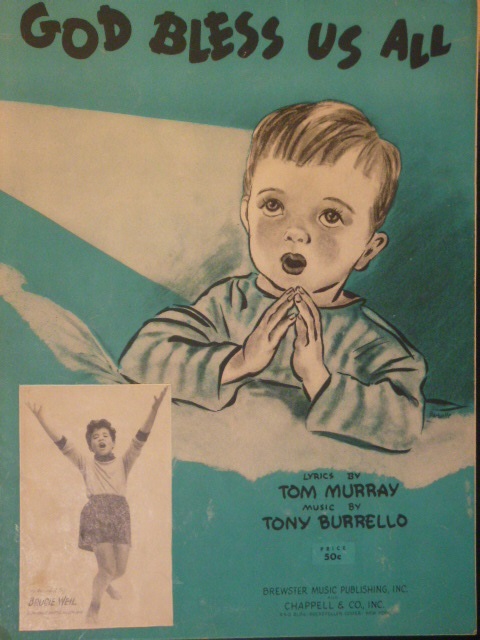 GOD BLESS US ALL
LYRICS BY
TOM MURRAY
MUSIC BY
TONY BURRELLO
PRICE
50¢
BREWSTER MUSIC PUBLISHING, INC.
CHAPPELL & CO., INC.